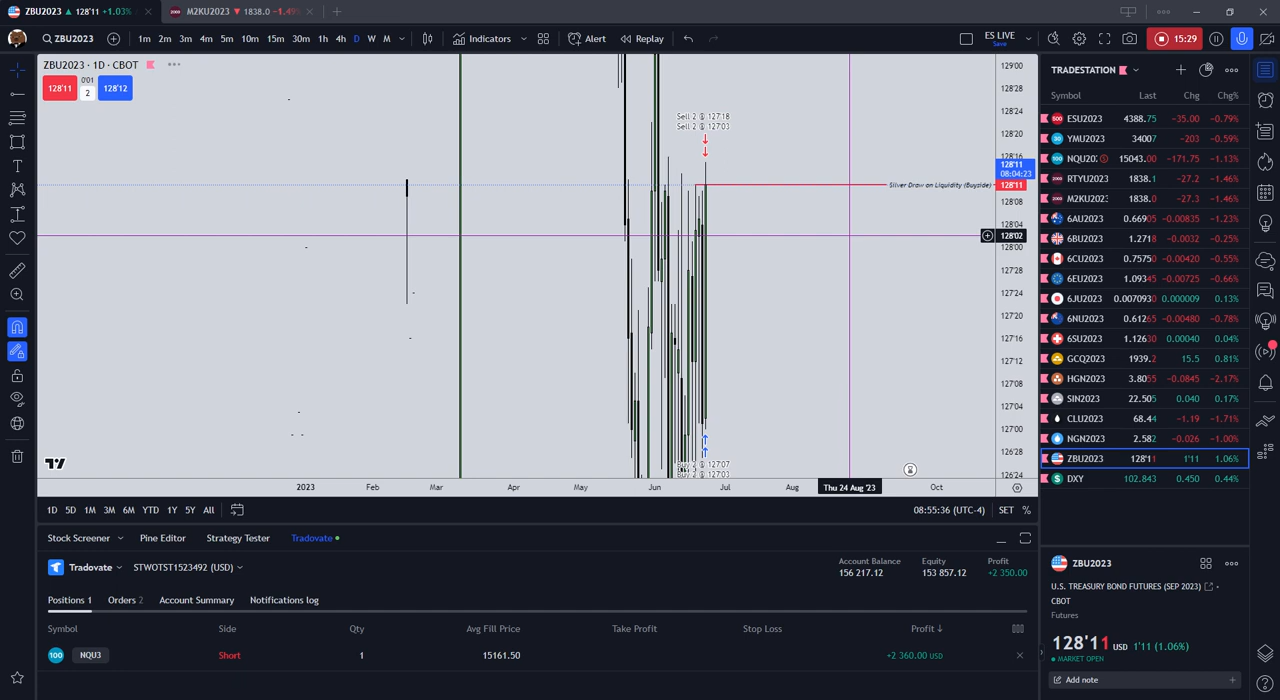 ZBU2023 ▲ 128'11 +1.03%
M2KU2023 ▼ 1838.0 −1.49%
ZBU2023
1m 2m 3m 4m 5m 10m 15m 30m 1h 4h D W M
Indicators
Alert
Replay
ES LIVE
Save
15:29
ZBU2023 · 1D · CBOT
128'11
0'01
2
128'12
Sell 2 @ 127'18
Sell 2 @ 127'03
Silver Draw on Liquidity (Buyside)
Buy 2 @ 127'07
Buy 2 @ 127'03
129'00
128'28
128'24
128'20
128'16
128'11
08:04:23
128'11
128'08
128'04
128'02
128'00
127'28
127'24
127'20
127'16
127'12
127'08
127'04
127'00
126'28
126'24
2023 Feb Mar Apr May Jun Jul Aug Thu 24 Aug '23 Oct
1D 5D 1M 3M 6M YTD 1Y 5Y All
08:55:36 (UTC-4) SET %
Stock Screener Pine Editor Strategy Tester Tradovate
Tradovate STWOTST1523492 (USD)
Account Balance Equity Profit
156 217.12 153 857.12 +2 350.00
Positions 1 Orders 2 Account Summary Notifications log
Symbol Side Qty Avg Fill Price Take Profit Stop Loss Profit ↓
100 NQU3 Short 1 15161.50 +2 360.00 USD
TRADESTATION
Symbol Last Chg Chg%
500 ESU2023 4388.75 −35.00 −0.79%
30 YMU2023 34007 −203 −0.59%
100 NQU20 15043.00 −171.75 −1.13%
2000 RTYU2023 1838.1 −27.2 −1.46%
2000 M2KU2023 1838.0 −27.3 −1.46%
6AU2023 0.66905 −0.00835 −1.23%
6BU2023 1.2718 −0.0032 −0.25%
6CU2023 0.75750 −0.00420 −0.55%
6EU2023 1.09345 −0.00725 −0.66%
6JU2023 0.0070930 0.000009 0.13%
6NU2023 0.61265 −0.00480 −0.78%
6SU2023 1.12630 0.00040 0.04%
GCQ2023 1939.2 15.5 0.81%
HGN2023 3.8055 −0.0845 −2.17%
SIN2023 22.505 0.040 0.17%
CLU2023 68.44 −1.19 −1.71%
NGN2023 2.582 −0.026 −1.00%
ZBU2023 128'11 1'11 1.06%
DXY 102.843 0.450 0.44%
ZBU2023
U.S. TREASURY BOND FUTURES (SEP 2023) ·
CBOT
Futures
128'11 USD 1'11 (1.06%)
MARKET OPEN
Add note